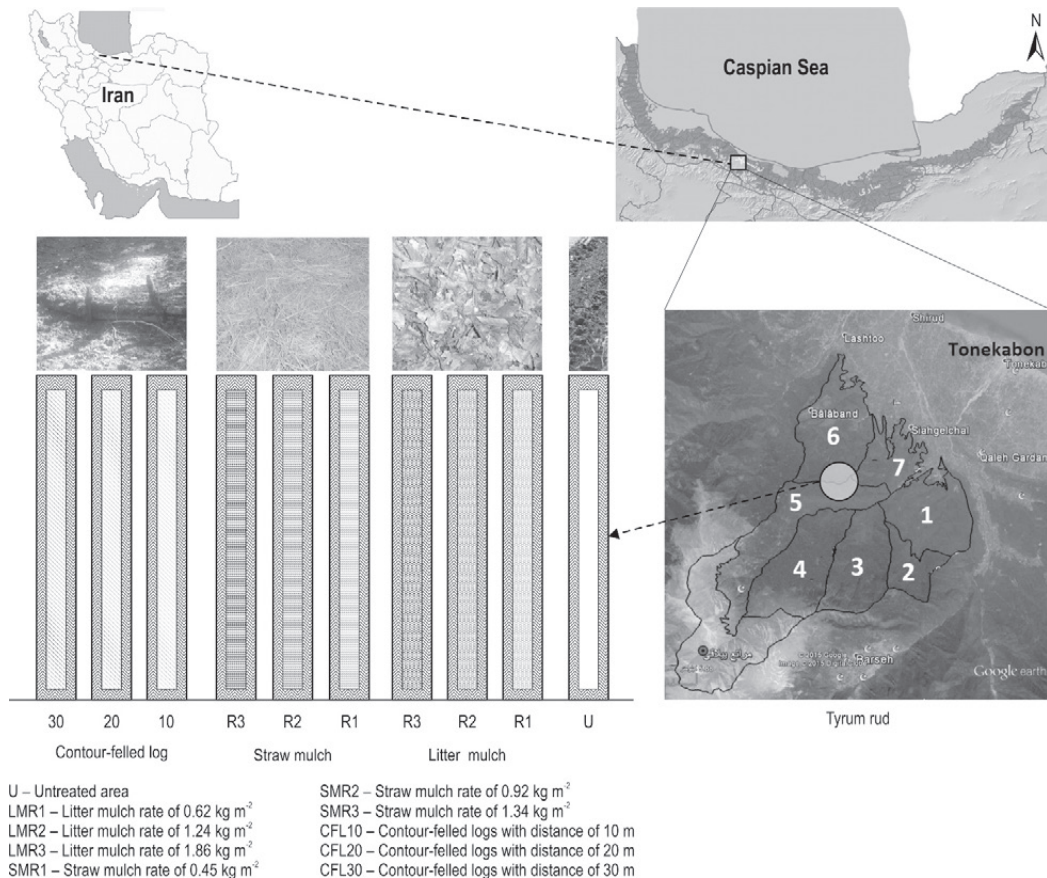 Iran
Caspian Sea
N
ساری
Shirud
Lashtoo
Tonekabon
Tonekab
Balaband
Siahgelchal
Qaleh Gardan
6
7
5
1
4
3
2
Parseh
Google earth
Tyrum rud
30 20 10 R3 R2 R1 R3 R2 R1 U
Contour-felled log Straw mulch Litter mulch
U – Untreated area
LMR1 – Litter mulch rate of 0.62 kg m⁻²
LMR2 – Litter mulch rate of 1.24 kg m⁻²
LMR3 – Litter mulch rate of 1.86 kg m⁻²
SMR1 – Straw mulch rate of 0.45 kg m⁻²
SMR2 – Straw mulch rate of 0.92 kg m⁻²
SMR3 – Straw mulch rate of 1.34 kg m⁻²
CFL10 – Contour-felled logs with distance of 10 m
CFL20 – Contour-felled logs with distance of 20 m
CFL30 – Contour-felled logs with distance of 30 m